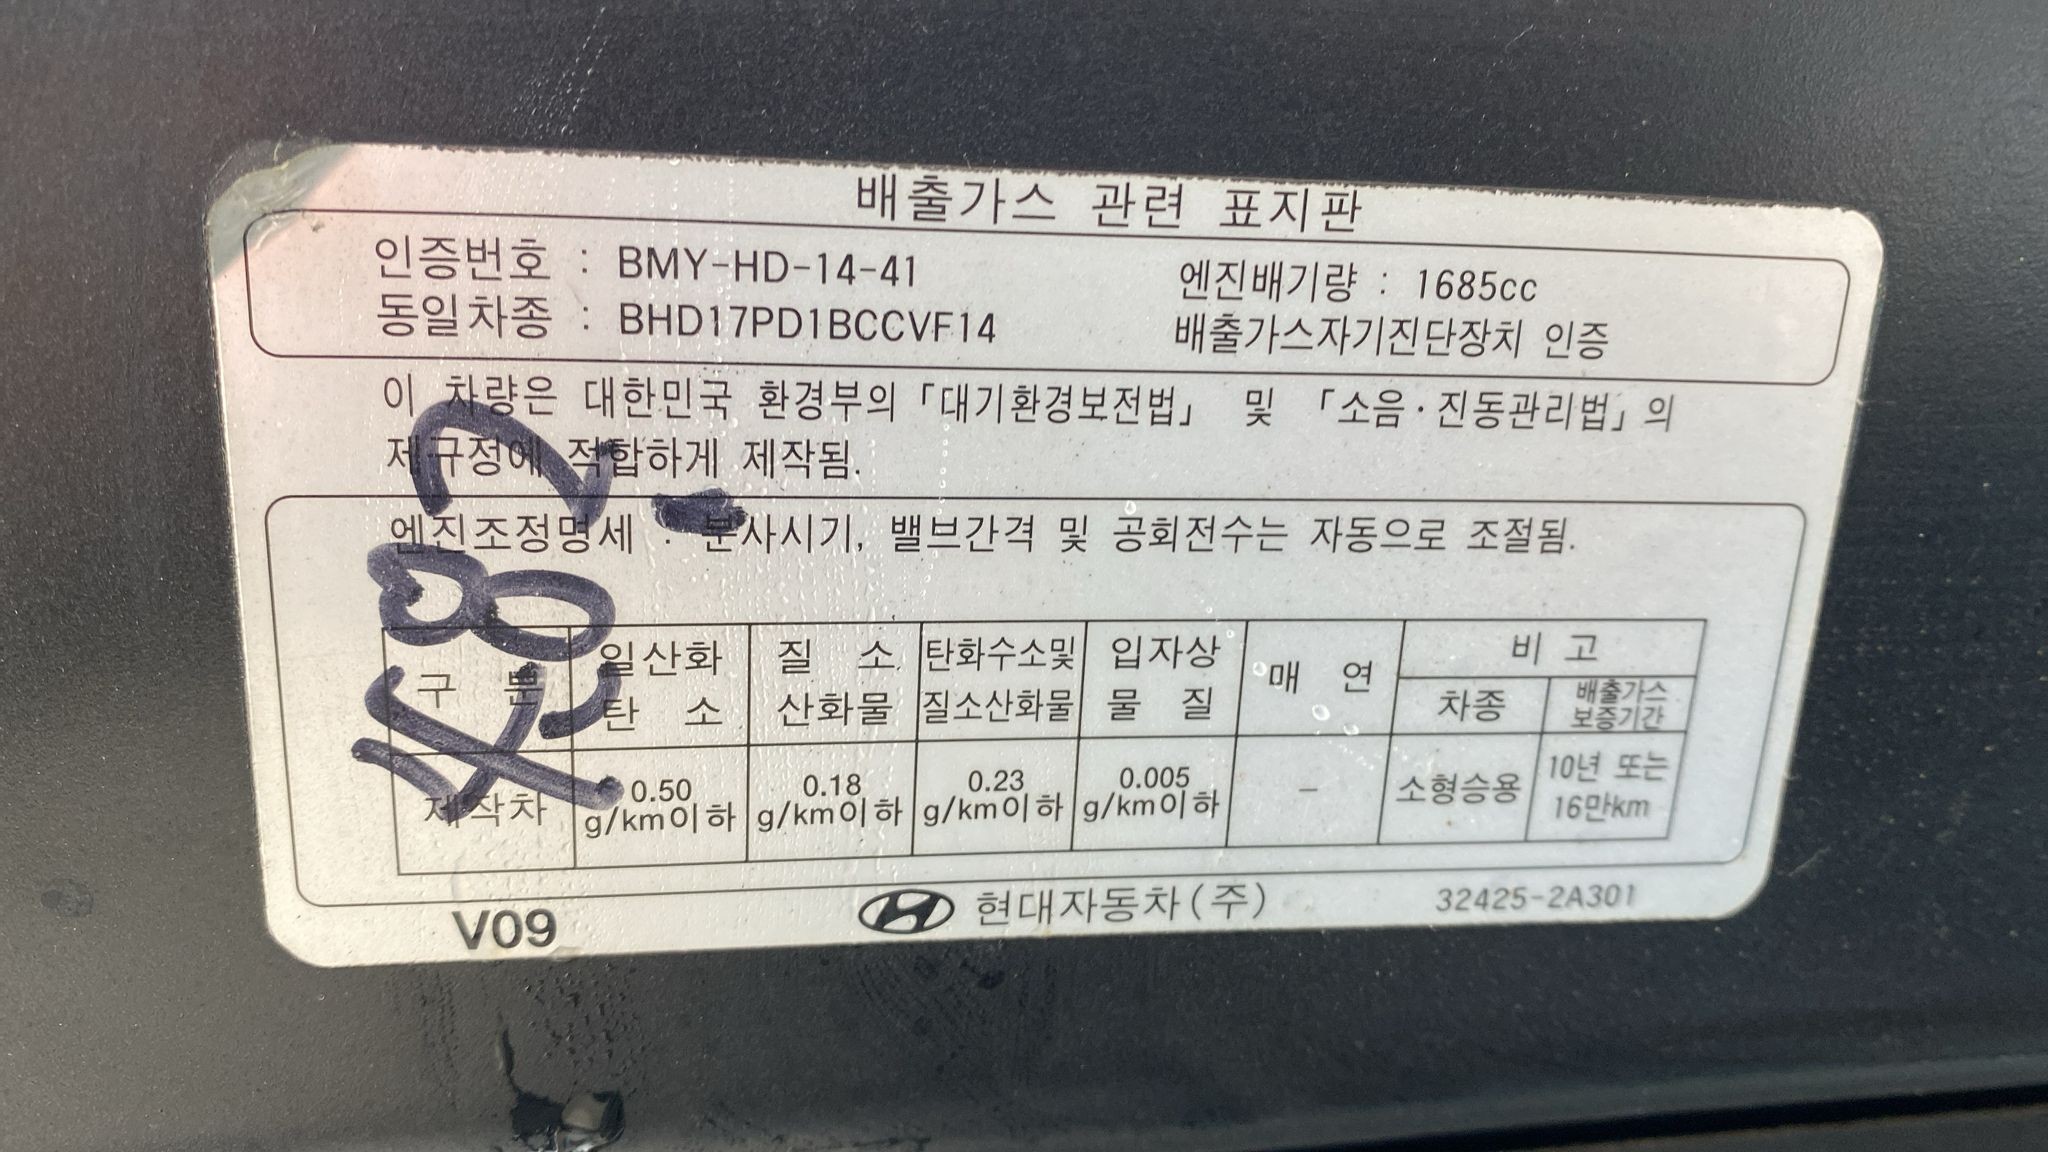 배출가스 관련 표지판
인증번호 : BMY-HD-14-41
동일차종 : BHD17PD1BCCVF14
엔진배기량 : 1685cc
배출가스자기진단장치 인증
이 차량은 대한민국 환경부의 「대기환경보전법」 및 「소음·진동관리법」의
제규정에 적합하게 제작됨.
엔진조정명세 : 분사시기, 밸브간격 및 공회전수는 자동으로 조절됨.
구 분 일산화 탄 소 질 소 산화물 탄화수소및 질소산화물 입자상 물 질 매 연 비 고
차종 배출가스 보증기간
제작차 0.50 g/km이하 0.18 g/km이하 0.23 g/km이하 0.005 g/km이하 - 소형승용 10년 또는 16만km
V09
현대자동차(주)
32425-2A301